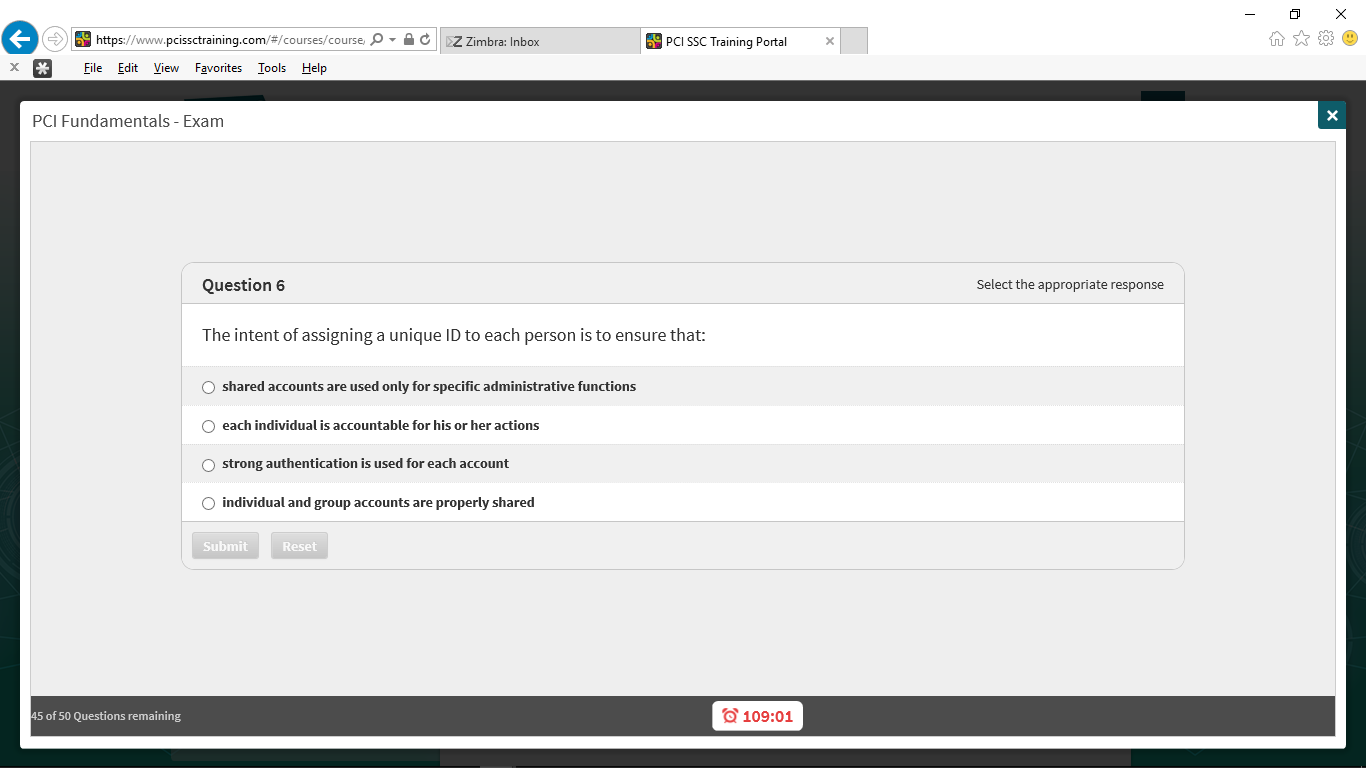 https://www.pcissctraining.com/#/courses/course,
Zimbra: Inbox
PCI SSC Training Portal
File Edit View Favorites Tools Help
PCI Fundamentals - Exam
Question 6
Select the appropriate response
The intent of assigning a unique ID to each person is to ensure that:
shared accounts are used only for specific administrative functions
each individual is accountable for his or her actions
strong authentication is used for each account
individual and group accounts are properly shared
Submit Reset
45 of 50 Questions remaining
109:01